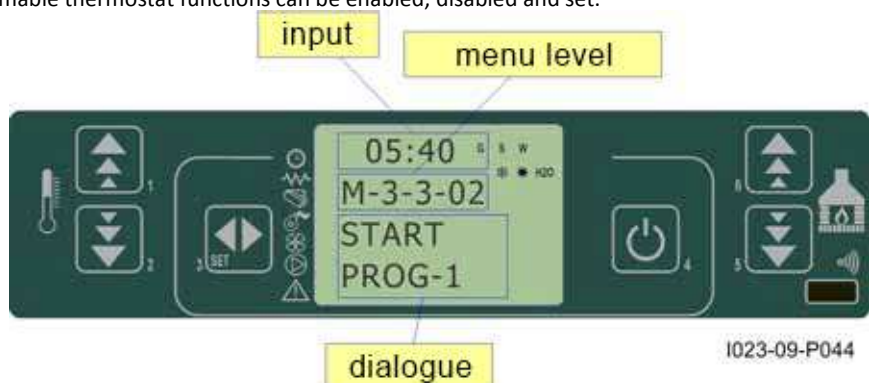 mable thermostat functions can be enabled, disabled and set.
input
menu level
05:40 G S W
H2O
M-3-3-02
START
PROG-1
1
2
3 SET
4
6
5
dialogue
I023-09-P044